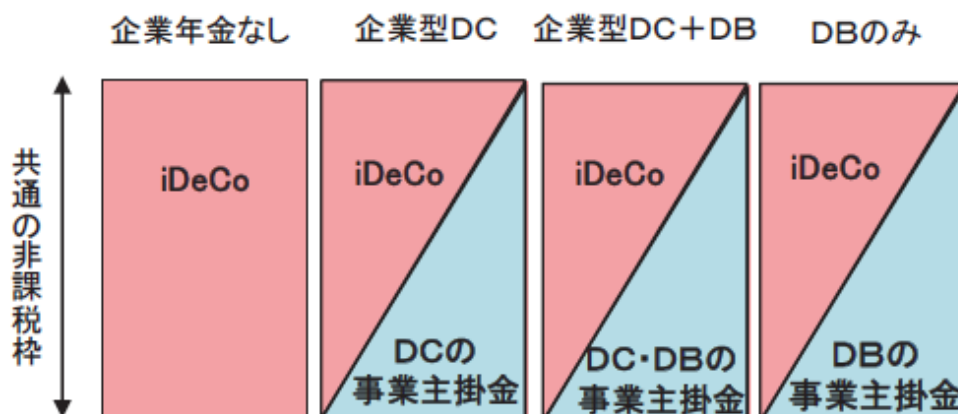 企業年金なし
企業型DC
企業型DC+DB
DBのみ
共通の非課税枠
iDeCo
iDeCo
DCの
事業主掛金
iDeCo
DC・DBの
事業主掛金
iDeCo
DBの
事業主掛金